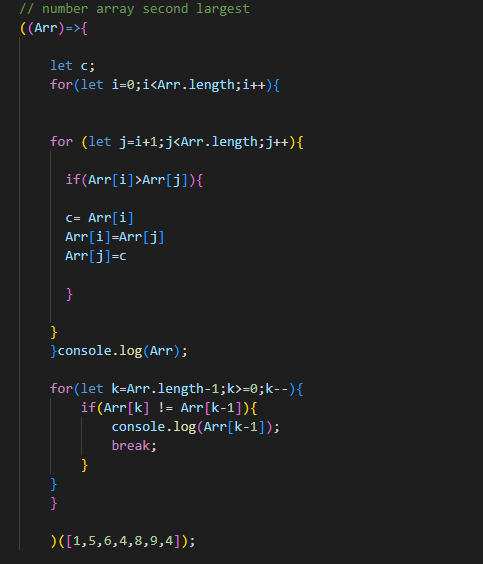 // number array second largest
((Arr)=>{
let c;
for(let i=0;i<Arr.length;i++){
for (let j=i+1;j<Arr.length;j++){
if(Arr[i]>Arr[j]){
c= Arr[i]
Arr[i]=Arr[j]
Arr[j]=c
}
}
}console.log(Arr);
for(let k=Arr.length-1;k>=0;k--){
if(Arr[k] != Arr[k-1]){
console.log(Arr[k-1]);
break;
}
}
}
)([1,5,6,4,8,9,4]);